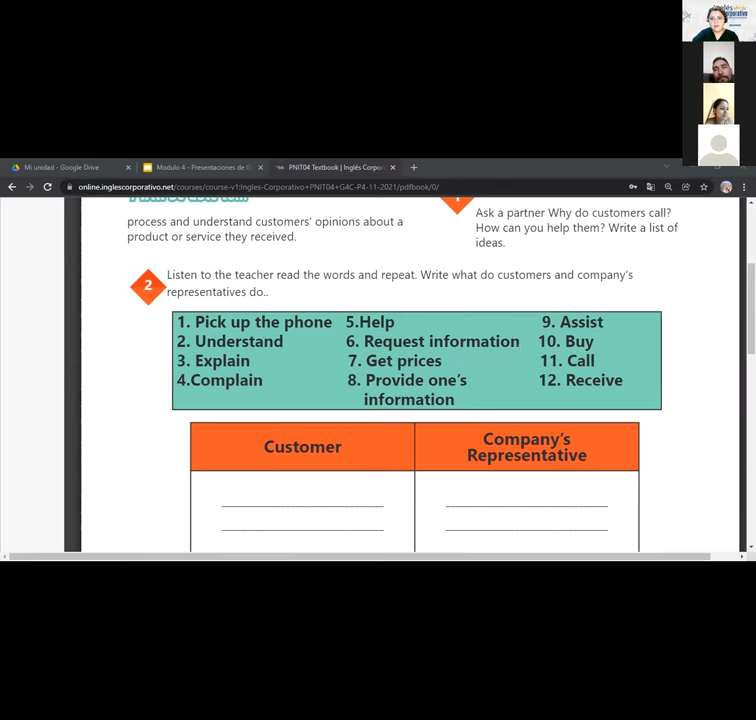 Inglés
Corporativo
Mi unidad - Google Drive
Modulo 4 - Presentaciones de G
PNIT04 Textbook | Inglés Corpor
online.inglescorporativo.net/courses/course-v1:Ingles-Corporativo+PNIT04+G4C-P4-11-2021/pdfbook/0/
process and understand customers' opinions about a
product or service they received.
Ask a partner Why do customers call?
How can you help them? Write a list of
ideas.
2
Listen to the teacher read the words and repeat. Write what do customers and company's
representatives do..
1. Pick up the phone
2. Understand
3. Explain
4.Complain
5.Help
6. Request information
7. Get prices
8. Provide one's
information
9. Assist
10. Buy
11. Call
12. Receive
Customer
Company's
Representative